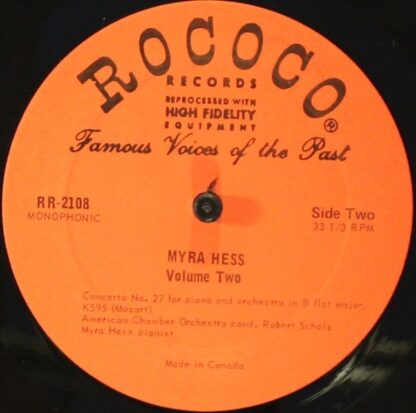 ROCOCO
RECORDS
REPROCESSED WITH
HIGH FIDELITY
EQUIPMENT
®
Famous Voices of the Past
RR-2108
MONOPHONIC
Side Two
33 1/3 RPM
MYRA HESS
Volume Two
Concerto No. 27 for piano and orchestra in B flat major,
K595 (Mozart)
American Chamber Orchestra cond. Robert Scholz
Myra Hess pianist
Made in Canada